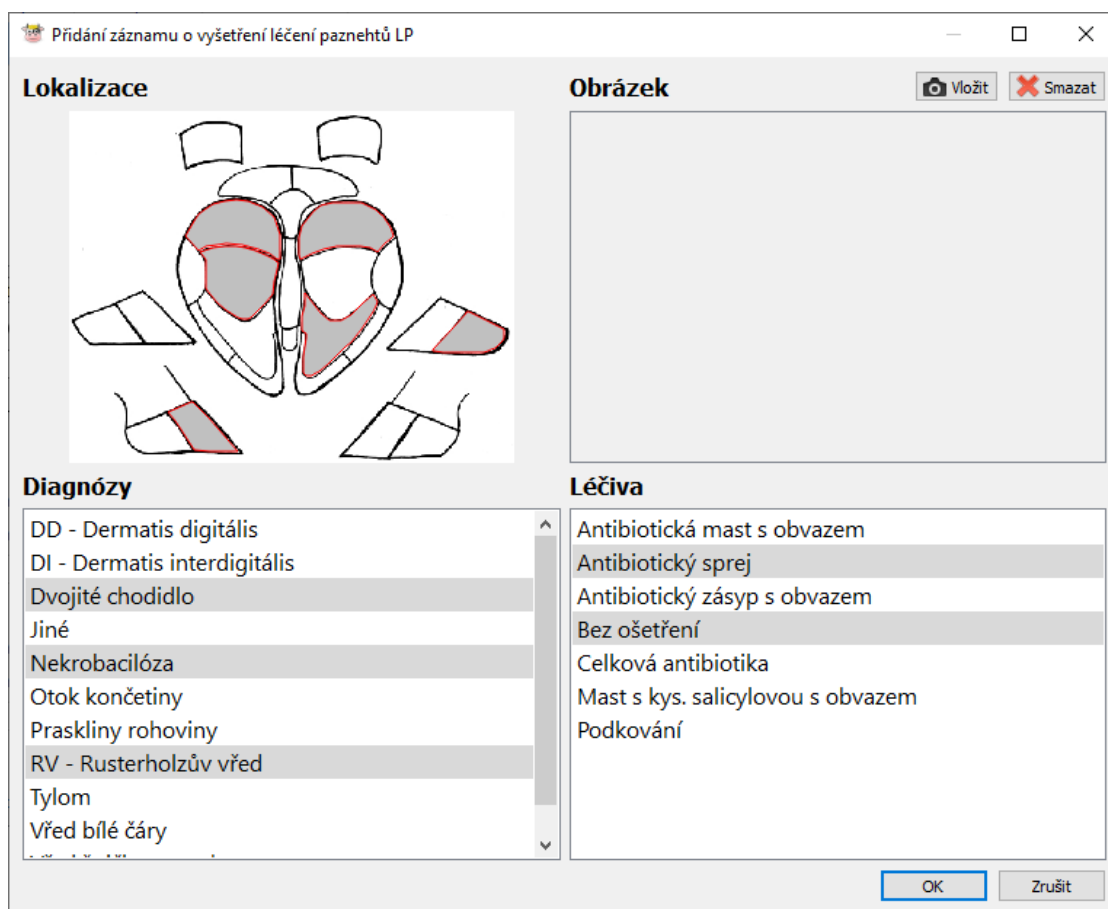 Přidání záznamu o vyšetření léčení paznehtů LP
Lokalizace
Obrázek
Vložit
Smazat
Diagnózy
DD - Dermatis digitális
DI - Dermatis interdigitális
Dvojité chodidlo
Jiné
Nekrobacilóza
Otok končetiny
Praskliny rohoviny
RV - Rusterholzův vřed
Tylom
Vřed bílé čáry
Léčiva
Antibiotická mast s obvazem
Antibiotický sprej
Antibiotický zásyp s obvazem
Bez ošetření
Celková antibiotika
Mast s kys. salicylovou s obvazem
Podkování
OK
Zrušit